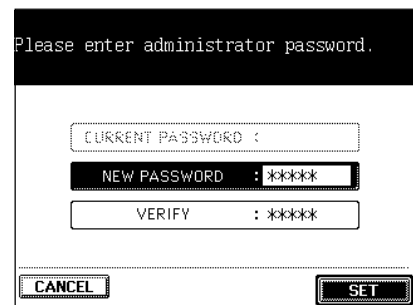 Please enter administrator password.
CURRENT PASSWORD :
NEW PASSWORD : *****
VERIFY : *****
CANCEL
SET